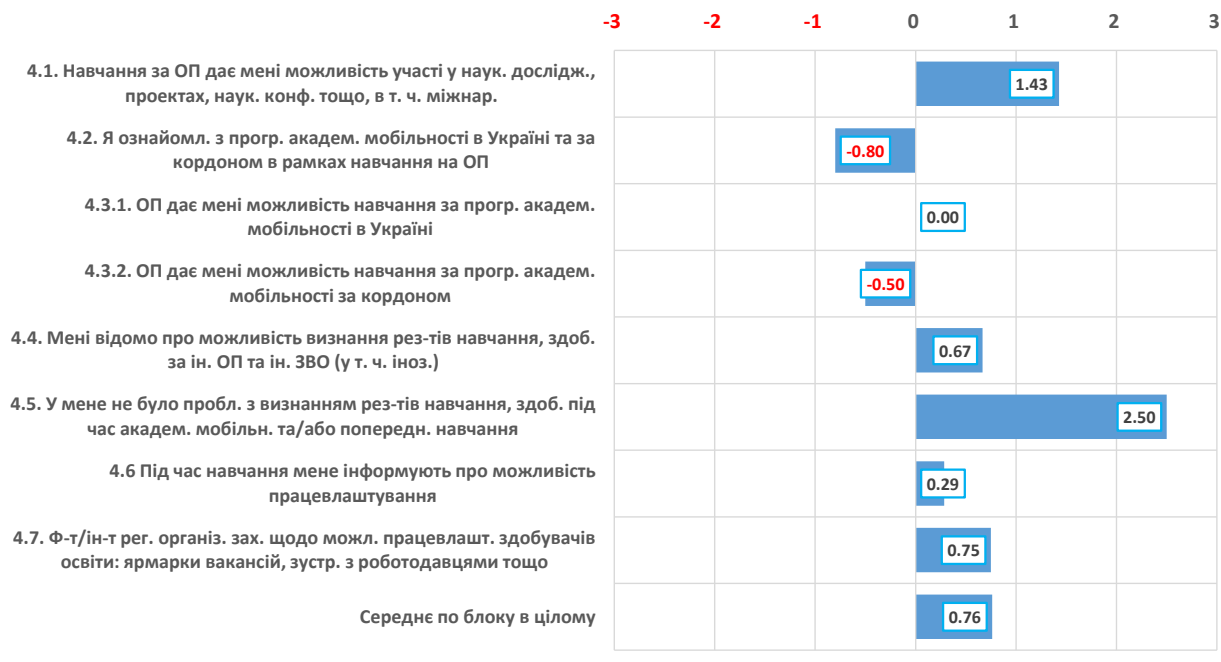 -3 -2 -1 0 1 2 3
4.1. Навчання за ОП дає мені можливість участі у наук. дослідж.,
проектах, наук. конф. тощо, в т. ч. міжнар.
1.43
4.2. Я ознайомл. з прогр. академ. мобільності в Україні та за
кордоном в рамках навчання на ОП
-0.80
4.3.1. ОП дає мені можливість навчання за прогр. академ.
мобільності в Україні
0.00
4.3.2. ОП дає мені можливість навчання за прогр. академ.
мобільності за кордоном
-0.50
4.4. Мені відомо про можливість визнання рез-тів навчання, здоб.
за ін. ОП та ін. ЗВО (у т. ч. іноз.)
0.67
4.5. У мене не було пробл. з визнанням рез-тів навчання, здоб. під
час академ. мобільн. та/або попередн. навчання
2.50
4.6 Під час навчання мене інформують про можливість
працевлаштування
0.29
4.7. Ф-т/ін-т рег. організ. зах. щодо можл. працевлашт. здобувачів
освіти: ярмарки вакансій, зустр. з роботодавцями тощо
0.75
Середнє по блоку в цілому
0.76